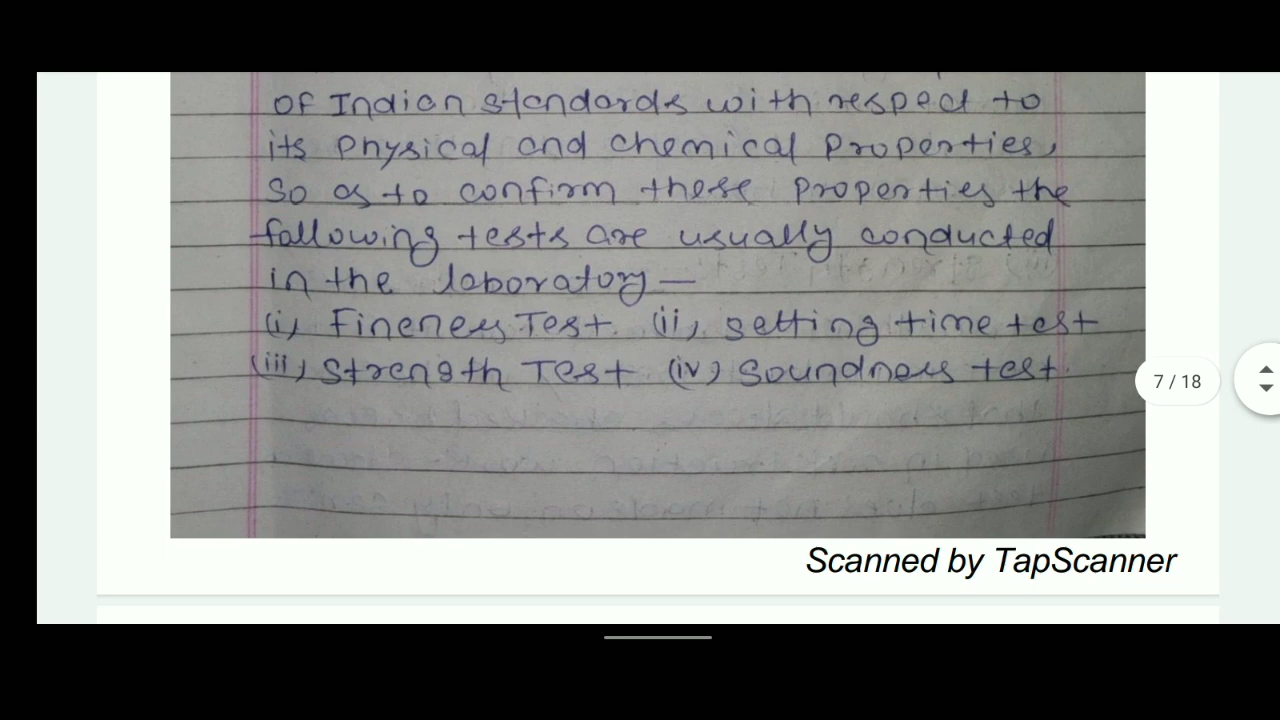 of Indian standards with respect to
its Physical and chemical Properties,
So as to confirm these Properties the
following tests are usually conducted
in the laboratory —
(i) Fineness Test (ii) setting time test
(iii) Strength Test (iv) Soundness test.
7 / 18
Scanned by TapScanner